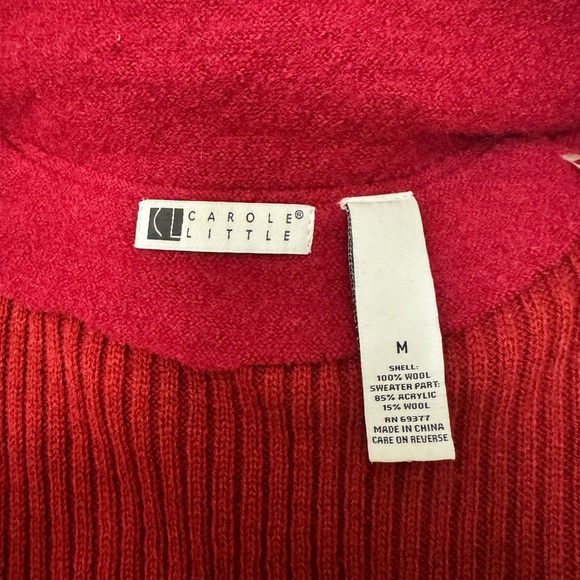 CL CAROLE®
LITTLE
M
SHELL:
100% WOOL
SWEATER PART:
85% ACRYLIC
15% WOOL
RN 69377
MADE IN CHINA
CARE ON REVERSE